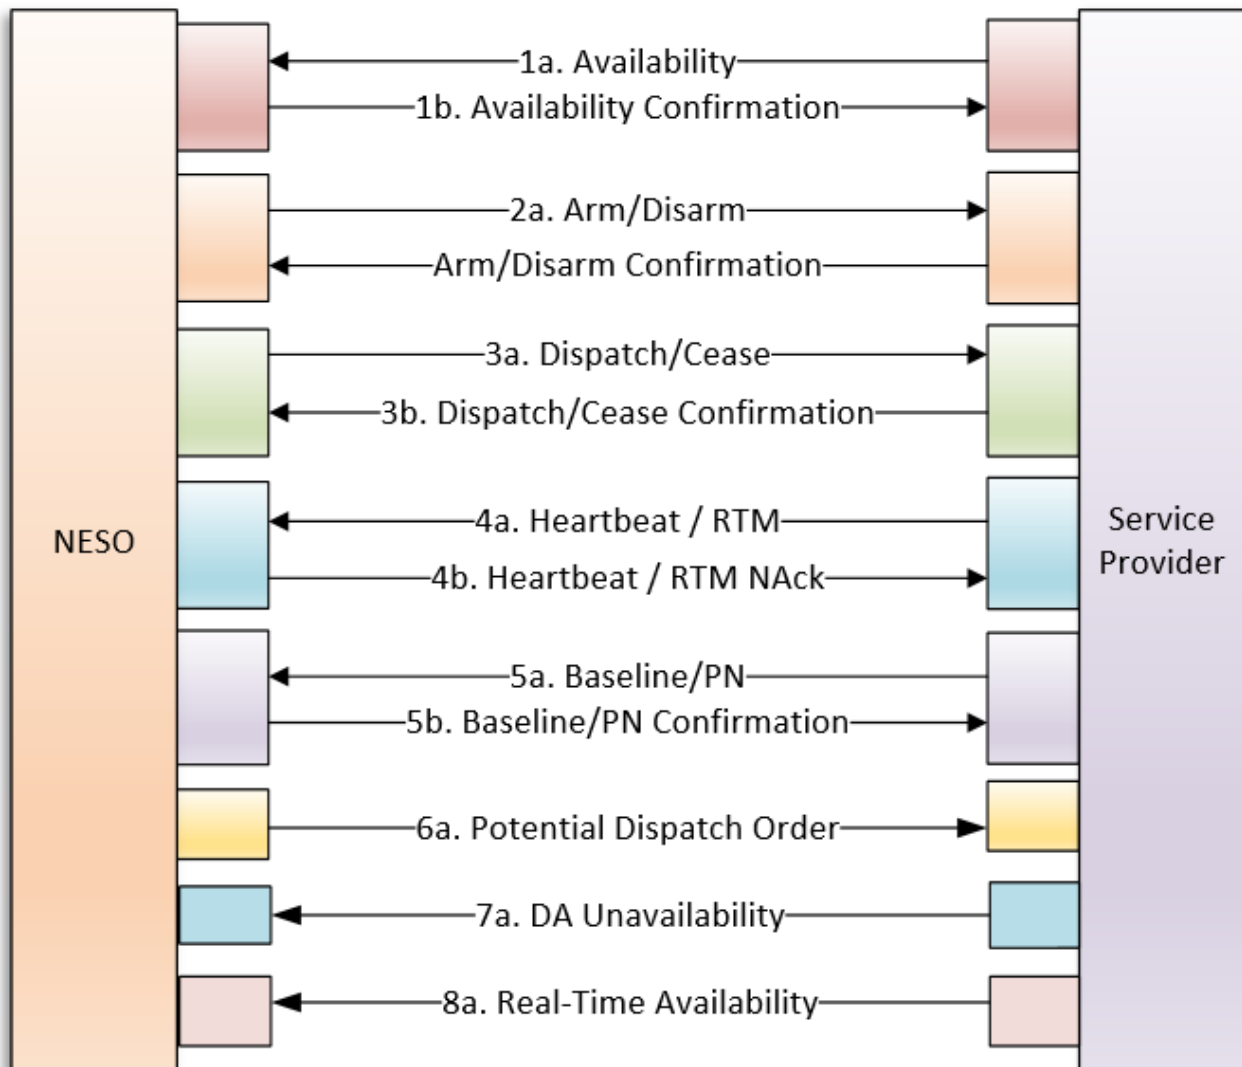 1a. Availability
1b. Availability Confirmation
2a. Arm/Disarm
Arm/Disarm Confirmation
3a. Dispatch/Cease
3b. Dispatch/Cease Confirmation
NESO
4a. Heartbeat / RTM
4b. Heartbeat / RTM NAck
Service
Provider
5a. Baseline/PN
5b. Baseline/PN Confirmation
6a. Potential Dispatch Order
7a. DA Unavailability
8a. Real-Time Availability